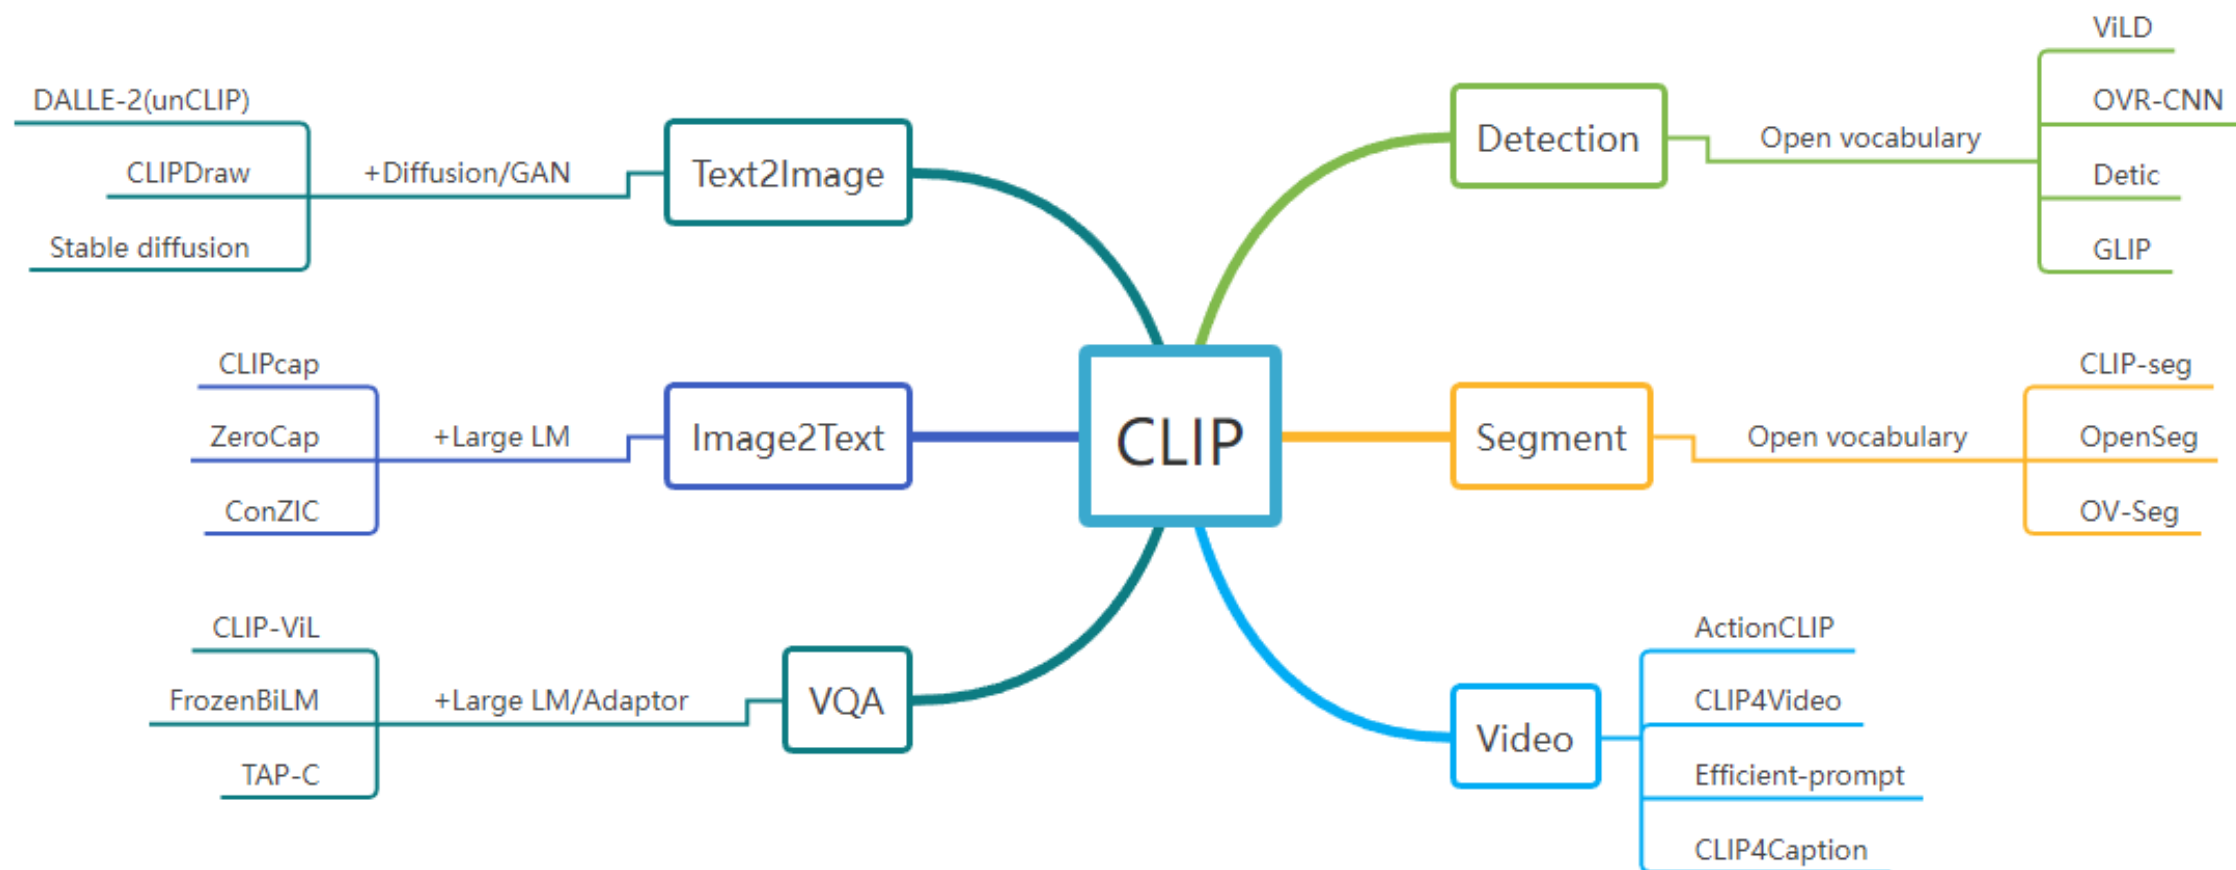 DALLE-2(unCLIP)
CLIPDraw
Stable diffusion
+Diffusion/GAN
Text2Image
CLIPcap
ZeroCap
ConZIC
+Large LM
Image2Text
CLIP-ViL
FrozenBiLM
TAP-C
+Large LM/Adaptor
VQA
CLIP
Detection
Open vocabulary
ViLD
OVR-CNN
Detic
GLIP
Segment
Open vocabulary
CLIP-seg
OpenSeg
OV-Seg
Video
ActionCLIP
CLIP4Video
Efficient-prompt
CLIP4Caption